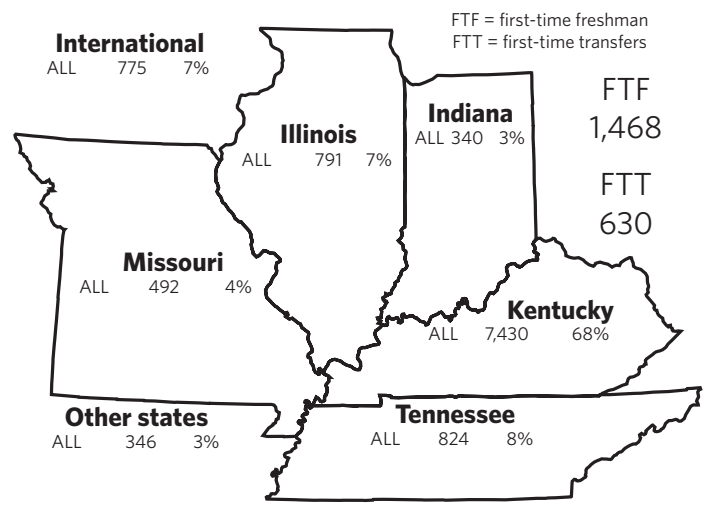 FTF = first-time freshman
FTT = first-time transfers
International
ALL 775 7%
FTF
1,468
Indiana
ALL 340 3%
Illinois
ALL 791 7%
FTT
630
Missouri
ALL 492 4%
Kentucky
ALL 7,430 68%
Other states
ALL 346 3%
Tennessee
ALL 824 8%